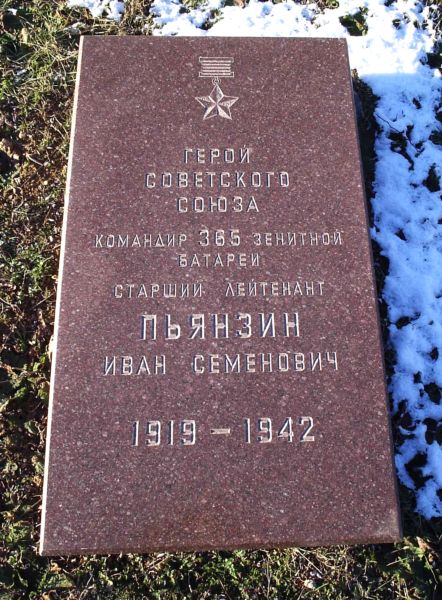 ГЕРОЙ
СОВЕТСКОГО
СОЮЗА
КОМАНДИР 365 ЗЕНИТНОЙ
БАТАРЕИ
СТАРШИЙ ЛЕЙТЕНАНТ
ПЬЯНЗИН
ИВАН СЕМЕНОВИЧ
1919 – 1942